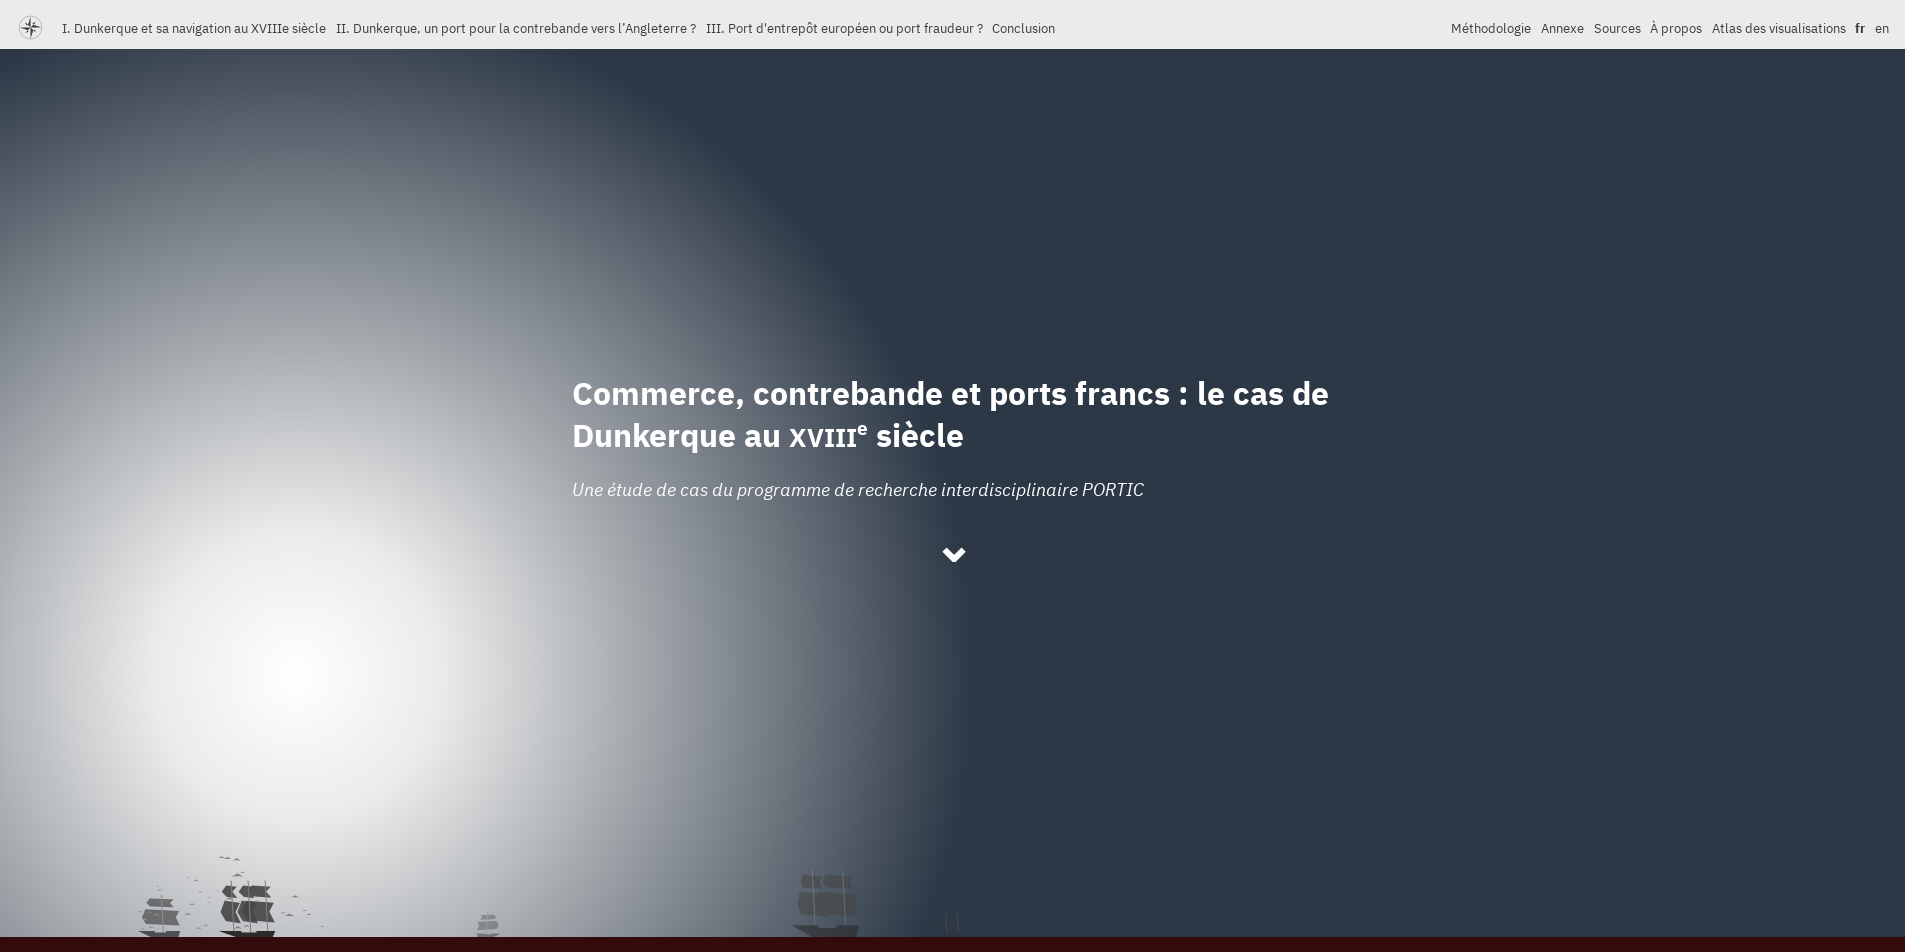 I. Dunkerque et sa navigation au XVIIIe siècle II. Dunkerque, un port pour la contrebande vers l’Angleterre ? III. Port d'entrepôt européen ou port fraudeur ? Conclusion Méthodologie Annexe Sources À propos Atlas des visualisations fr en
Commerce, contrebande et ports francs : le cas de
Dunkerque au XVIIIe siècle
Une étude de cas du programme de recherche interdisciplinaire PORTIC